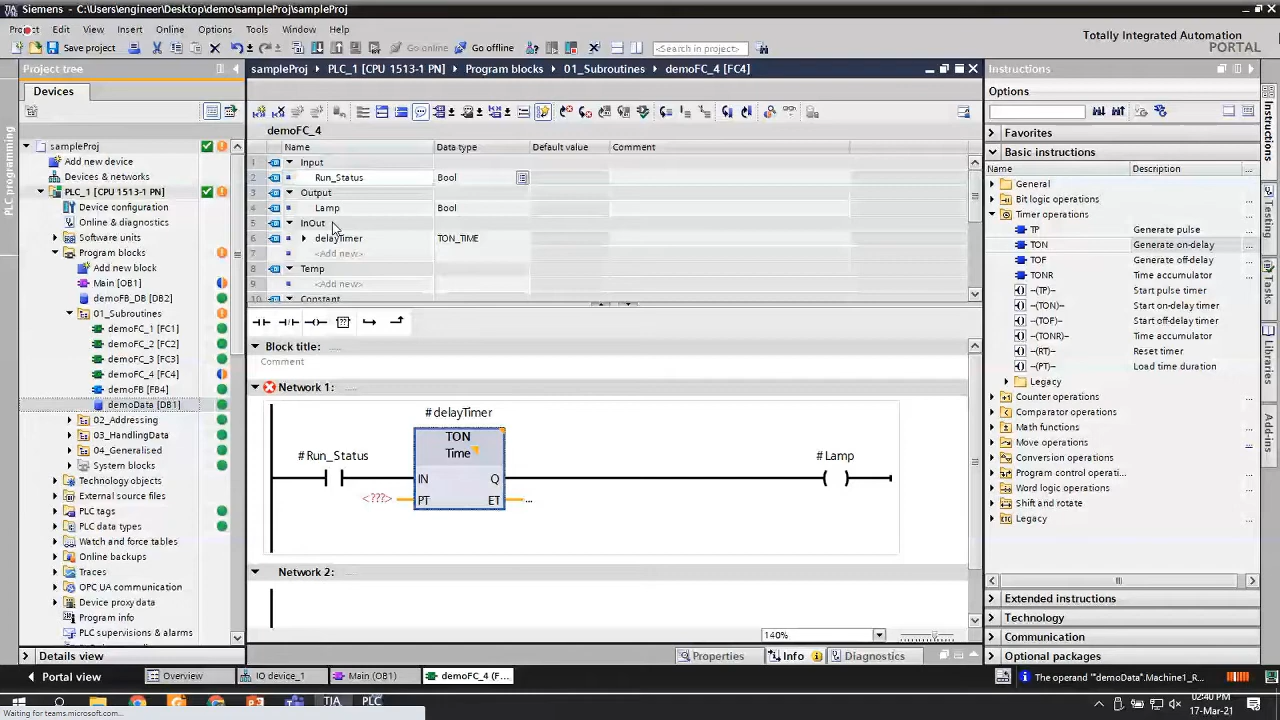 Siemens - C:\Users\engineer\Desktop\demo\sampleProj\sampleProj
Project Edit View Insert Online Options Tools Window Help
Totally Integrated Automation
PORTAL
Save project
Go online
Go offline
<Search in project>
Project tree
sampleProj PLC_1 [CPU 1513-1 PN] Program blocks 01_Subroutines demoFC_4 [FC4]
Instructions
Devices
Options
PLC programming
sampleProj
Add new device
Devices & networks
PLC_1 [CPU 1513-1 PN]
Device configuration
Online & diagnostics
Software units
Program blocks
Add new block
Main [OB1]
demoFB_DB [DB2]
01_Subroutines
demoFC_1 [FC1]
demoFC_2 [FC2]
demoFC_3 [FC3]
demoFC_4 [FC4]
demoFB [FB4]
demoData [DB1]
02_Addressing
03_HandlingData
04_Generalised
System blocks
Technology objects
External source files
PLC tags
PLC data types
Watch and force tables
Online backups
Traces
OPC UA communication
Device proxy data
Program info
PLC supervisions & alarms
Details view
demoFC_4
Name Data type Default value Comment
1 Input
2 Run_Status Bool
3 Output
4 Lamp Bool
5 InOut
6 delayTimer TON_TIME
7 <Add new>
8 Temp
9 <Add new>
10 Constant
Block title: .....
Comment
Network 1: .....
#delayTimer
TON
Time
#Run_Status
#Lamp
IN Q
<???> PT ET ...
Network 2: .....
140%
Properties Info Diagnostics
Favorites
Basic instructions
Name Description
General
Bit logic operations
Timer operations
TP Generate pulse
TON Generate on-delay
TOF Generate off-delay
TONR Time accumulator
-(TP)- Start pulse timer
-(TON)- Start on-delay timer
-(TOF)- Start off-delay timer
-(TONR)- Time accumulator
-(RT)- Reset timer
-(PT)- Load time duration
Legacy
Counter operations
Comparator operations
Math functions
Move operations
Conversion operations
Program control operati...
Word logic operations
Shift and rotate
Legacy
Extended instructions
Technology
Communication
Optional packages
Instructions
Tasks
Libraries
Add-ins
Portal view
Overview
IO device_1
Main (OB1)
demoFC_4 (F...
The operand '"demoData".Machine1_R...
Waiting for teams.microsoft.com...
TIA
PLC
02:40 PM
17-Mar-21